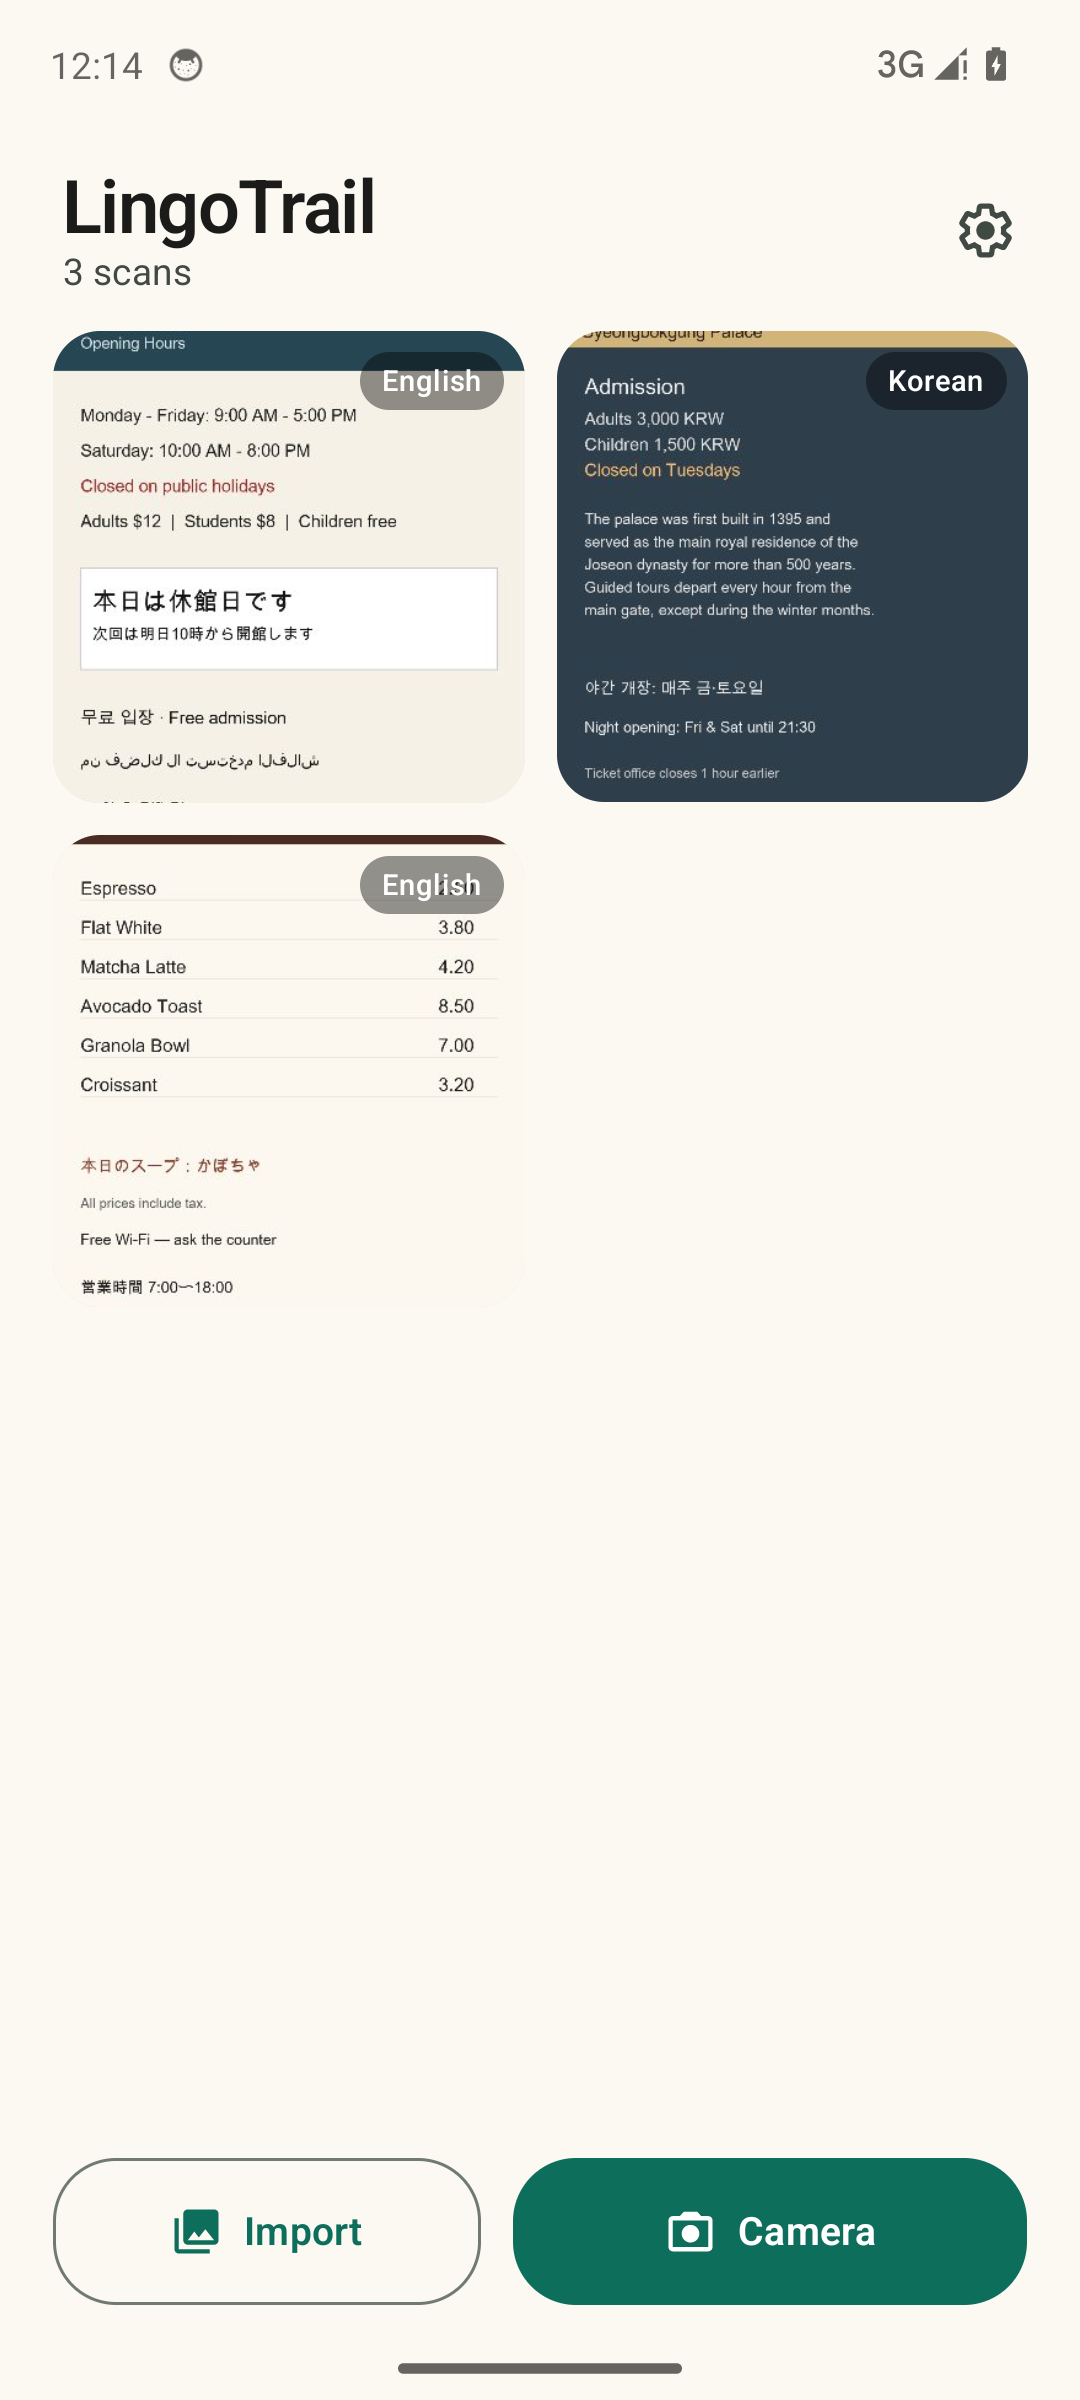 12:14
3G
LingoTrail
3 scans
Opening Hours
English
Monday - Friday: 9:00 AM - 5:00 PM
Saturday: 10:00 AM - 8:00 PM
Closed on public holidays
Adults $12 | Students $8 | Children free
本日は休館日です
次回は明日10時から開館します
무료 입장 · Free admission
ﺵﺍﻝﻑﻝﺍ ﻡﺩﺥﺕﺱﺕ ﺍﻝ ﻙﻝﺽﻑ ﻥﻡ
Gyeongbokgung Palace
Korean
Admission
Adults 3,000 KRW
Children 1,500 KRW
Closed on Tuesdays
The palace was first built in 1395 and
served as the main royal residence of the
Joseon dynasty for more than 500 years.
Guided tours depart every hour from the
main gate, except during the winter months.
야간 개장: 매주 금·토요일
Night opening: Fri & Sat until 21:30
Ticket office closes 1 hour earlier
English
Espresso
Flat White 3.80
Matcha Latte 4.20
Avocado Toast 8.50
Granola Bowl 7.00
Croissant 3.20
本日のスープ：かぼちゃ
All prices include tax.
Free Wi-Fi — ask the counter
営業時間 7:00〜18:00
Import
Camera